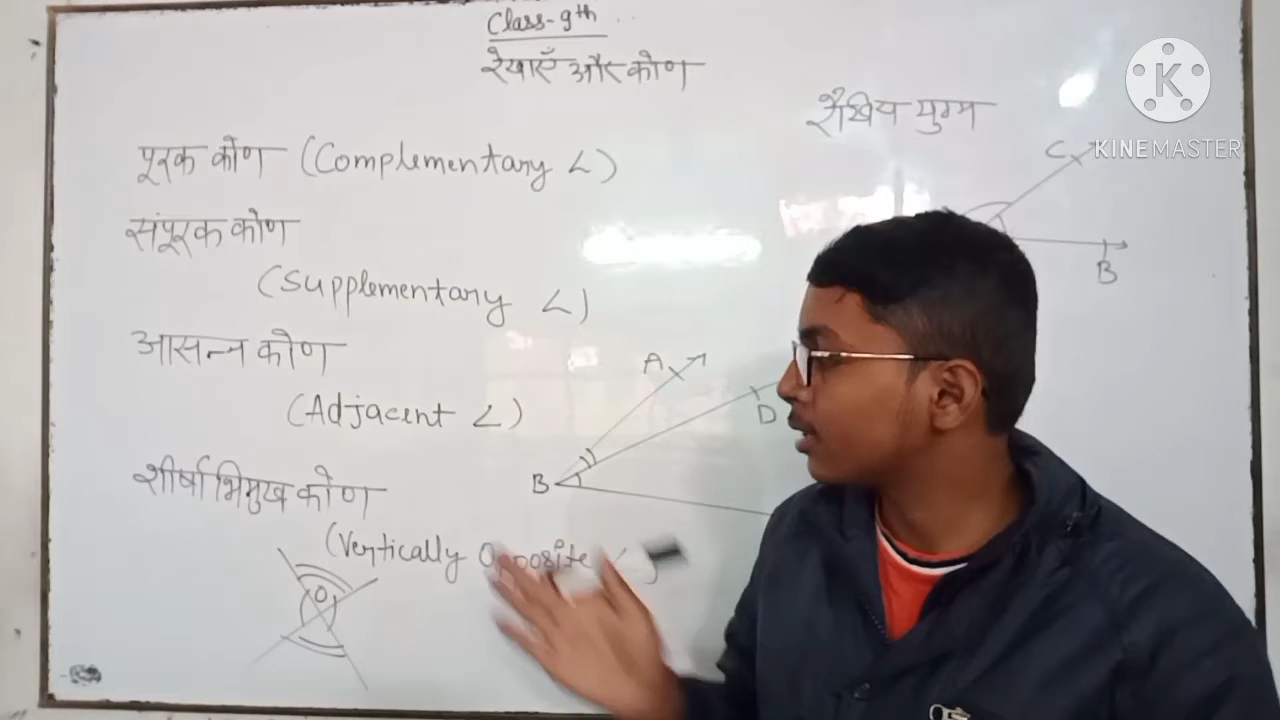 Class-9th
रेखाएँ और कोण
रैखिय युग्म
पूरक कोण (Complementary ∠)
संपूरक कोण
(Supplementary ∠)
आसन्न कोण
(Adjacent ∠)
शीर्षाभिमुख कोण
(Vertically Opposite ∠)
O
A
D
B
C
B
K
KINEMASTER